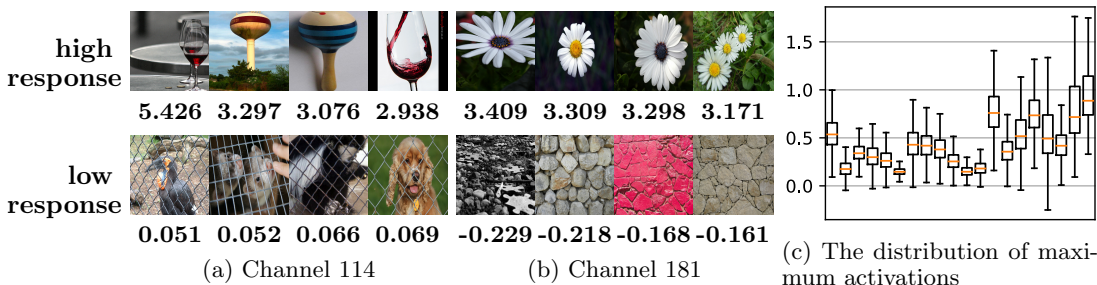 high
response
5.426 3.297 3.076 2.938
3.409 3.309 3.298 3.171
low
response
0.051 0.052 0.066 0.069
-0.229 -0.218 -0.168 -0.161
(a) Channel 114
(b) Channel 181
1.5
1.0
0.5
0.0
(c) The distribution of maxi-
mum activations